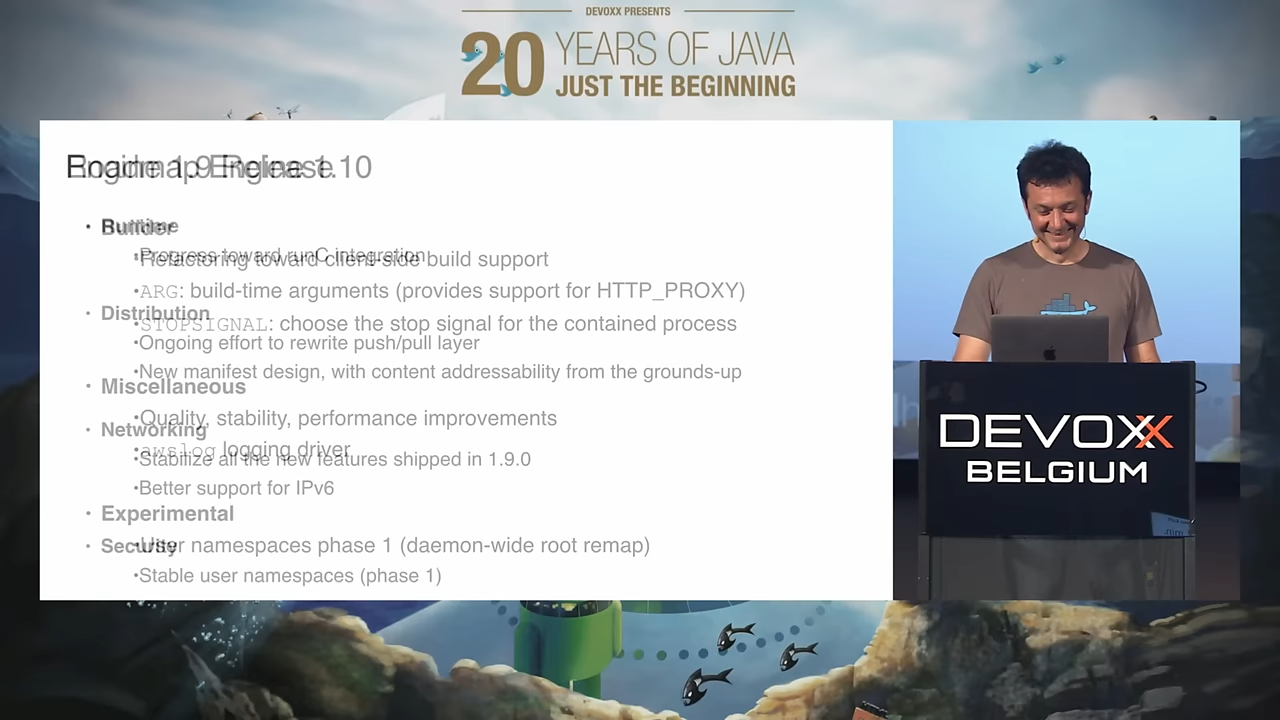 DEVOXX PRESENTS
20 YEARS OF JAVA
JUST THE BEGINNING
Engine 1.9 Release
Roadmap Engine 1.10
• Runtime
• Builder
•Progress toward runC integration
•Refactoring toward client-side build support
•ARG: build-time arguments (provides support for HTTP_PROXY)
• Distribution
•STOPSIGNAL: choose the stop signal for the contained process
•Ongoing effort to rewrite push/pull layer
•New manifest design, with content addressability from the grounds-up
• Miscellaneous
•Quality, stability, performance improvements
• Networking
•awslog logging driver
•Stabilize all the new features shipped in 1.9.0
•Better support for IPv6
• Experimental
• Security
•User namespaces phase 1 (daemon-wide root remap)
•Stable user namespaces (phase 1)
DEVOXX
BELGIUM